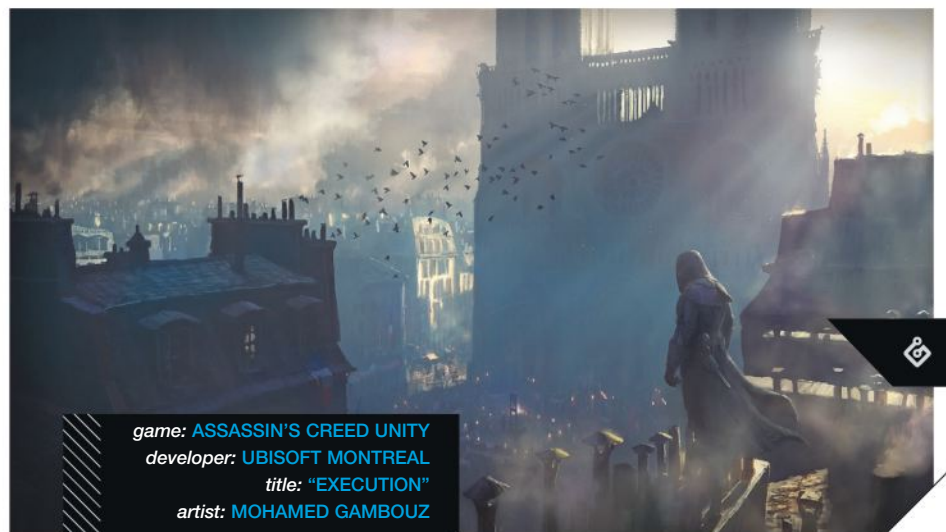 game: ASSASSIN'S CREED UNITY
developer: UBISOFT MONTREAL
title: “EXECUTION”
artist: MOHAMED GAMBOUZ